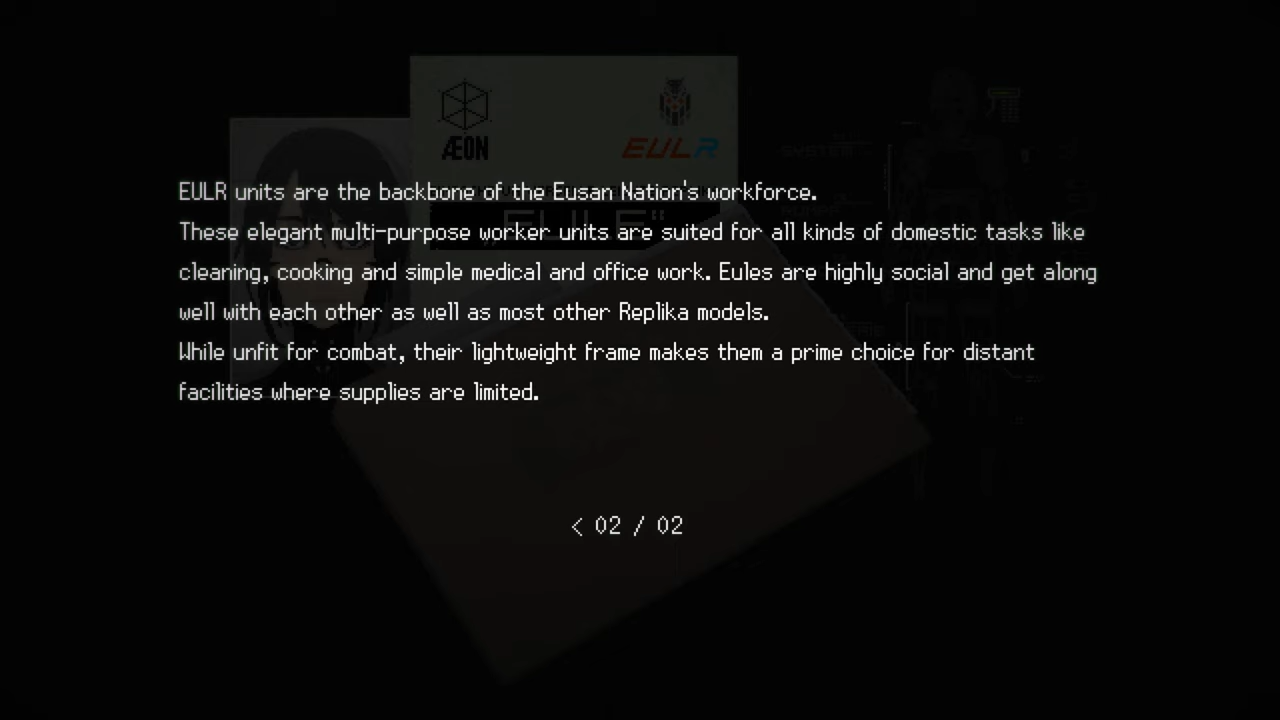 ÆON
EULR
SYSTEM
„EULE“
EULR units are the backbone of the Eusan Nation's workforce.
These elegant multi-purpose worker units are suited for all kinds of domestic tasks like
cleaning, cooking and simple medical and office work. Eules are highly social and get along
well with each other as well as most other Replika models.
While unfit for combat, their lightweight frame makes them a prime choice for distant
facilities where supplies are limited.
< 02 / 02